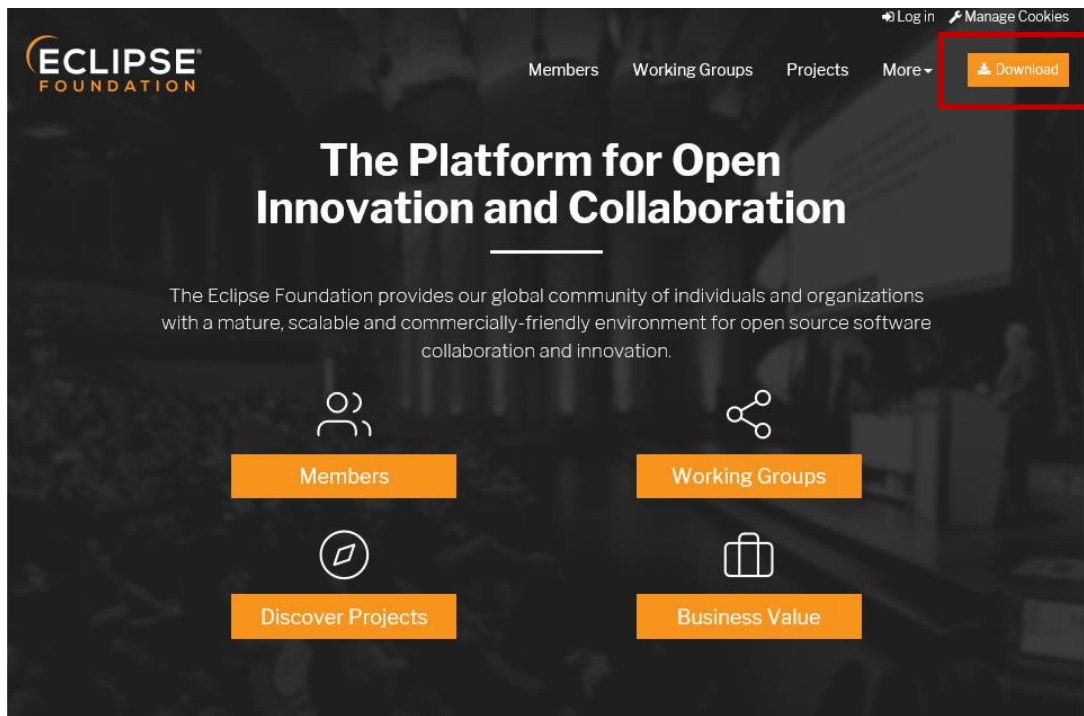 Log in Manage Cookies
ECLIPSE®
FOUNDATION
Members Working Groups Projects More Download
The Platform for Open
Innovation and Collaboration
The Eclipse Foundation provides our global community of individuals and organizations
with a mature, scalable and commercially-friendly environment for open source software
collaboration and innovation.
Members Working Groups
Discover Projects Business Value